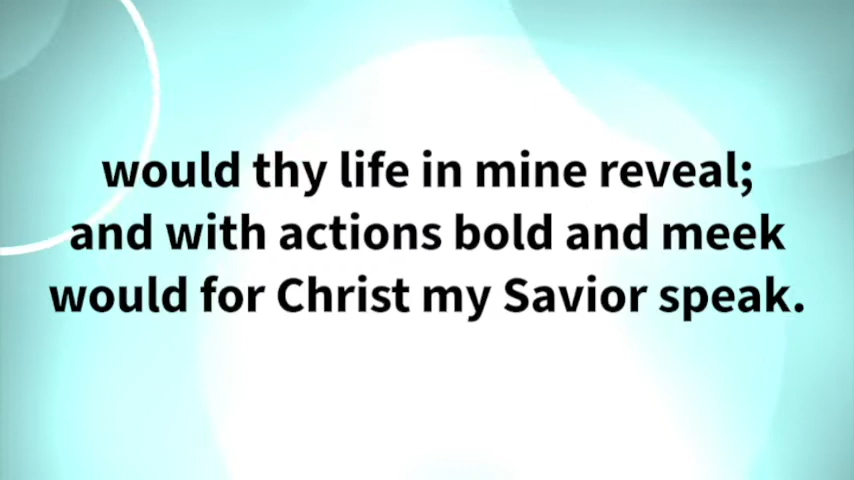 would thy life in mine reveal;
and with actions bold and meek
would for Christ my Savior speak.